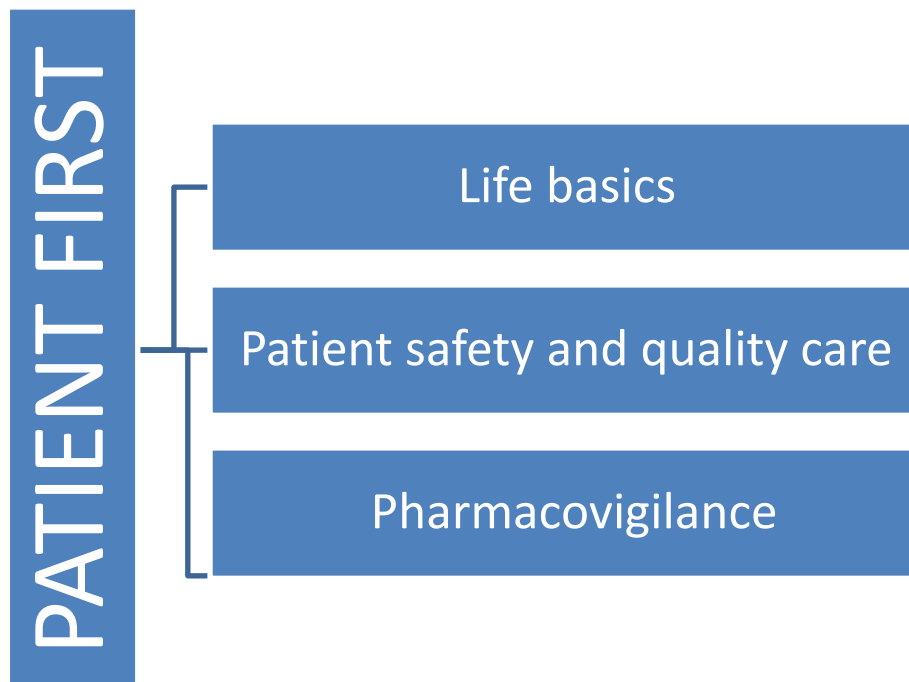 PATIENT FIRST
Life basics
Patient safety and quality care
Pharmacovigilance